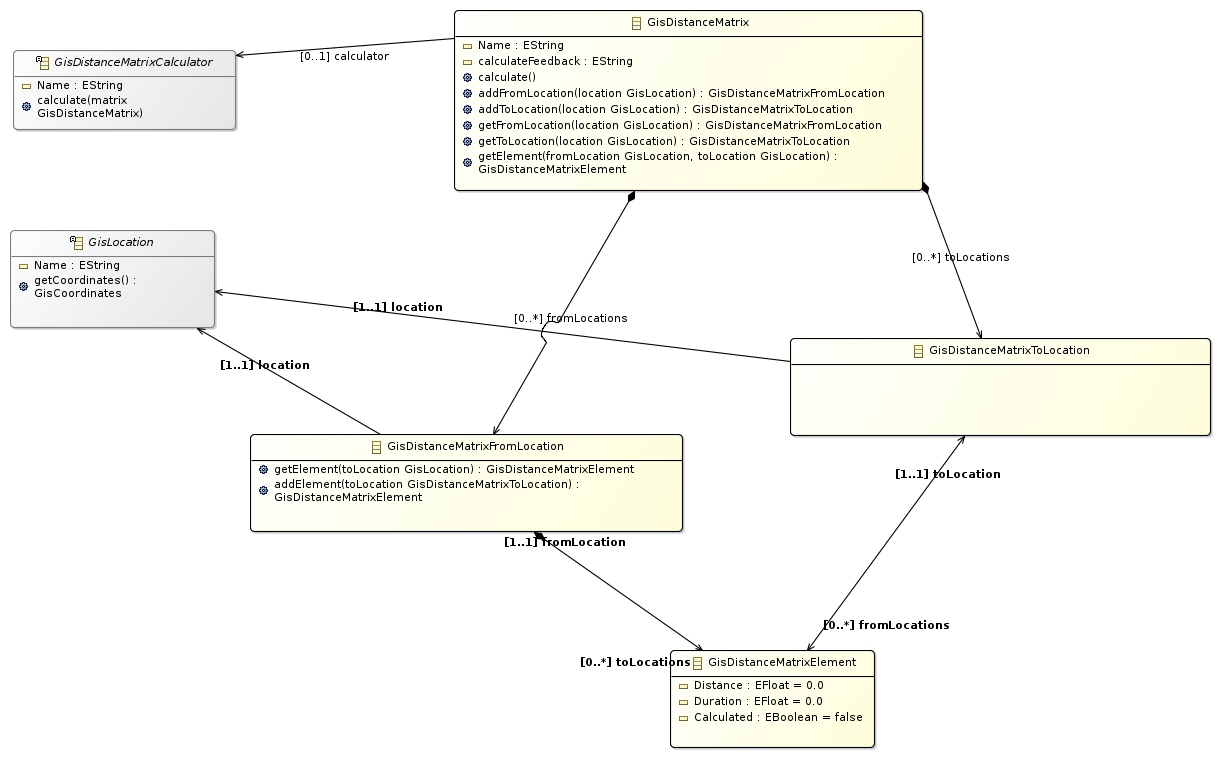 GisDistanceMatrix
Name : EString
calculateFeedback : EString
calculate()
addFromLocation(location GisLocation) : GisDistanceMatrixFromLocation
addToLocation(location GisLocation) : GisDistanceMatrixToLocation
getFromLocation(location GisLocation) : GisDistanceMatrixFromLocation
getToLocation(location GisLocation) : GisDistanceMatrixToLocation
getElement(fromLocation GisLocation, toLocation GisLocation) :
GisDistanceMatrixElement
[0..1] calculator
GisDistanceMatrixCalculator
Name : EString
calculate(matrix
GisDistanceMatrix)
GisLocation
Name : EString
getCoordinates() :
GisCoordinates
[0..*] toLocations
[1..1] location
[0..*] fromLocations
[1..1] location
GisDistanceMatrixToLocation
GisDistanceMatrixFromLocation
getElement(toLocation GisLocation) : GisDistanceMatrixElement
addElement(toLocation GisDistanceMatrixToLocation) :
GisDistanceMatrixElement
[1..1] toLocation
[1..1] fromLocation
[0..*] fromLocations
[0..*] toLocations
GisDistanceMatrixElement
Distance : EFloat = 0.0
Duration : EFloat = 0.0
Calculated : EBoolean = false